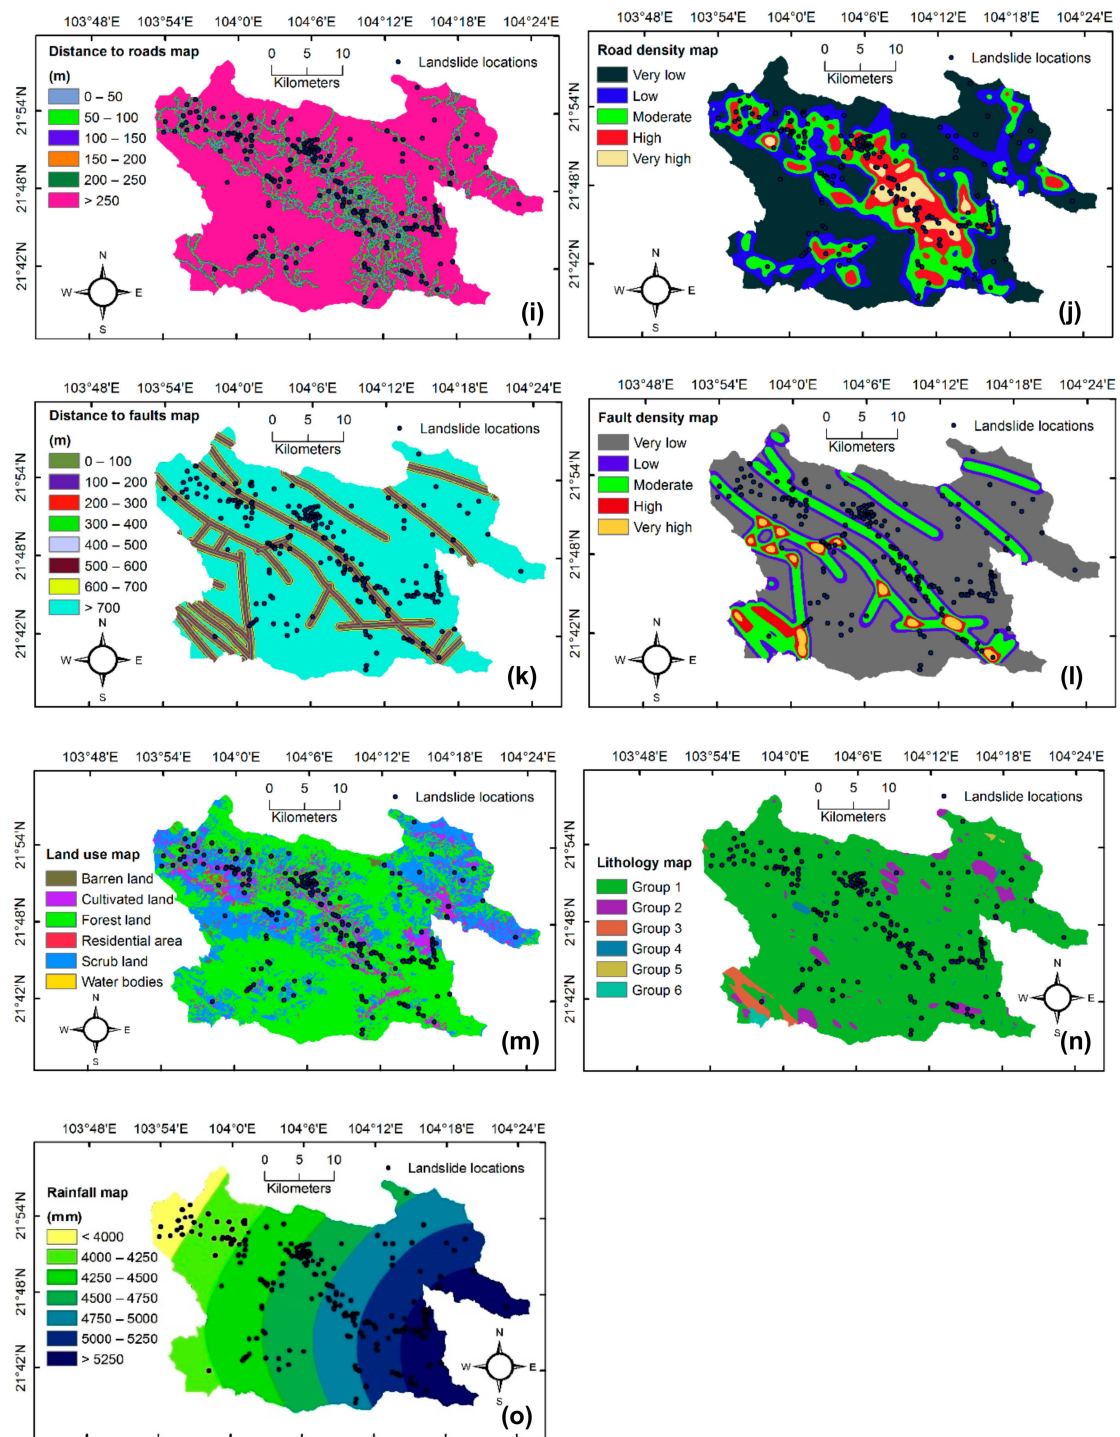 103°48'E 103°54'E 104°0'E 104°6'E 104°12'E 104°18'E 104°24'E
Distance to roads map
(m)
0 – 50
50 – 100
100 – 150
150 – 200
200 – 250
> 250
0 5 10
Kilometers
Landslide locations
21°54'N
21°48'N
21°42'N
N
W E
S
(i)
103°48'E 103°54'E 104°0'E 104°6'E 104°12'E 104°18'E 104°24'E
Road density map
Very low
Low
Moderate
High
Very high
0 5 10
Kilometers
Landslide locations
21°54'N
21°48'N
21°42'N
N
W E
S
(j)
103°48'E 103°54'E 104°0'E 104°6'E 104°12'E 104°18'E 104°24'E
Distance to faults map
(m)
0 – 100
100 – 200
200 – 300
300 – 400
400 – 500
500 – 600
600 – 700
> 700
0 5 10
Kilometers
Landslide locations
21°54'N
21°48'N
21°42'N
N
W E
S
(k)
103°48'E 103°54'E 104°0'E 104°6'E 104°12'E 104°18'E 104°24'E
Fault density map
Very low
Low
Moderate
High
Very high
0 5 10
Kilometers
Landslide locations
21°54'N
21°48'N
21°42'N
N
W E
S
(l)
103°48'E 103°54'E 104°0'E 104°6'E 104°12'E 104°18'E 104°24'E
Land use map
Barren land
Cultivated land
Forest land
Residential area
Scrub land
Water bodies
0 5 10
Kilometers
Landslide locations
21°54'N
21°48'N
21°42'N
N
W E
S
(m)
103°48'E 103°54'E 104°0'E 104°6'E 104°12'E 104°18'E 104°24'E
Lithology map
Group 1
Group 2
Group 3
Group 4
Group 5
Group 6
0 5 10
Kilometers
Landslide locations
21°54'N
21°48'N
21°42'N
N
W E
S
(n)
103°48'E 103°54'E 104°0'E 104°6'E 104°12'E 104°18'E 104°24'E
Rainfall map
(mm)
< 4000
4000 – 4250
4250 – 4500
4500 – 4750
4750 – 5000
5000 – 5250
> 5250
0 5 10
Kilometers
Landslide locations
21°54'N
21°48'N
21°42'N
N
W E
S
(o)